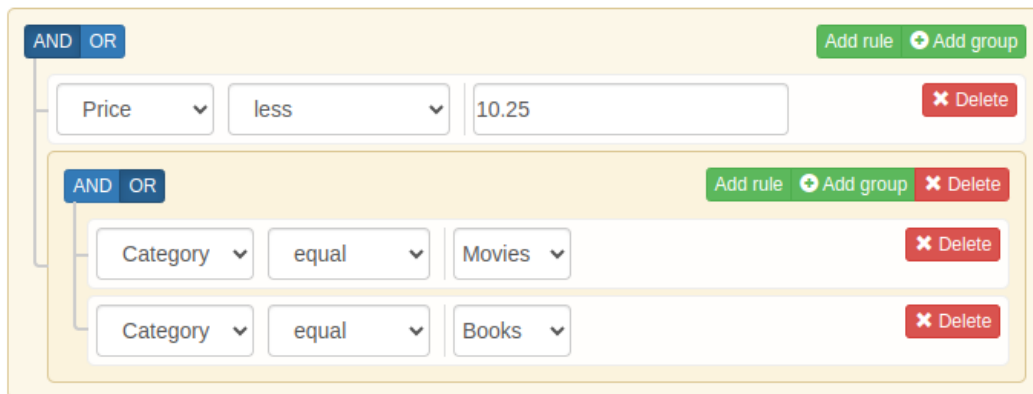 AND OR Add rule Add group
Price less 10.25 Delete
AND OR Add rule Add group Delete
Category equal Movies Delete
Category equal Books Delete